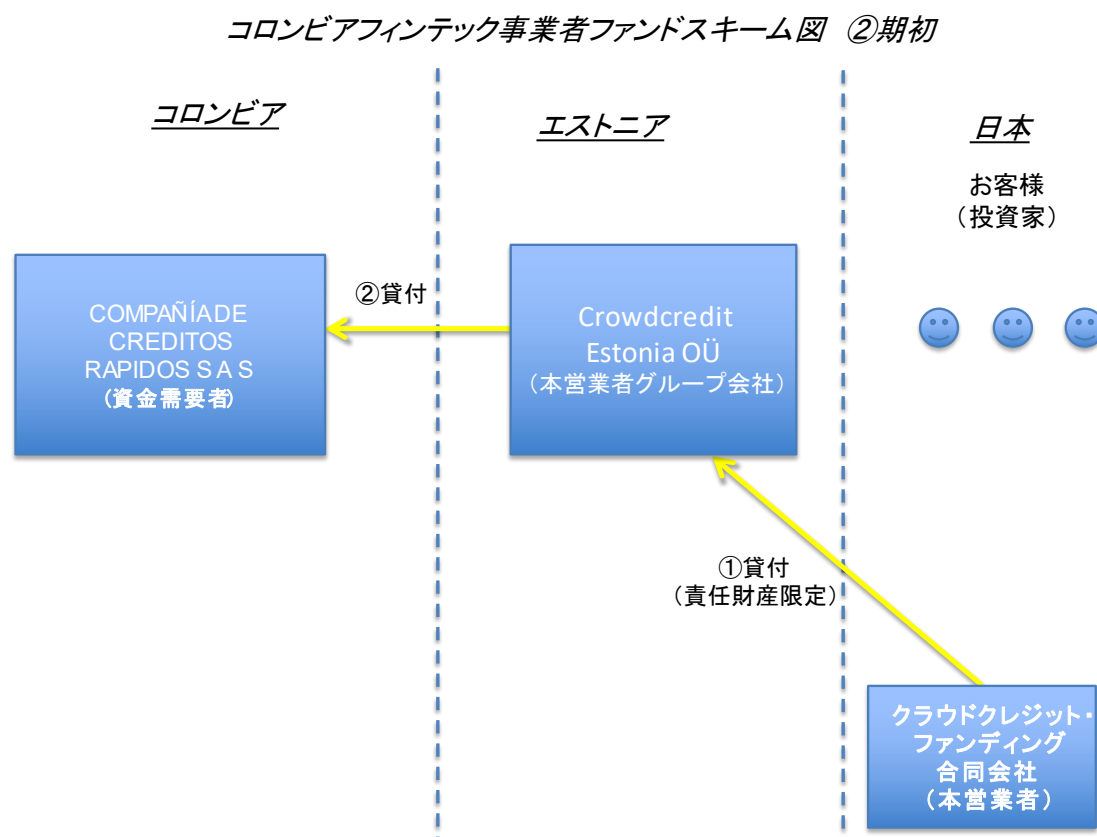 コロンビアフィンテック事業者ファンドスキーム図 ②期初
コロンビア
エストニア
日本
お客様
（投資家）
COMPAÑÍA DE
CREDITOS
RAPIDOS S A S
(資金需要者)
②貸付
Crowdcredit
Estonia OÜ
（本営業者グループ会社）
①貸付
（責任財産限定）
クラウドクレジット・
ファンディング
合同会社
（本営業者）